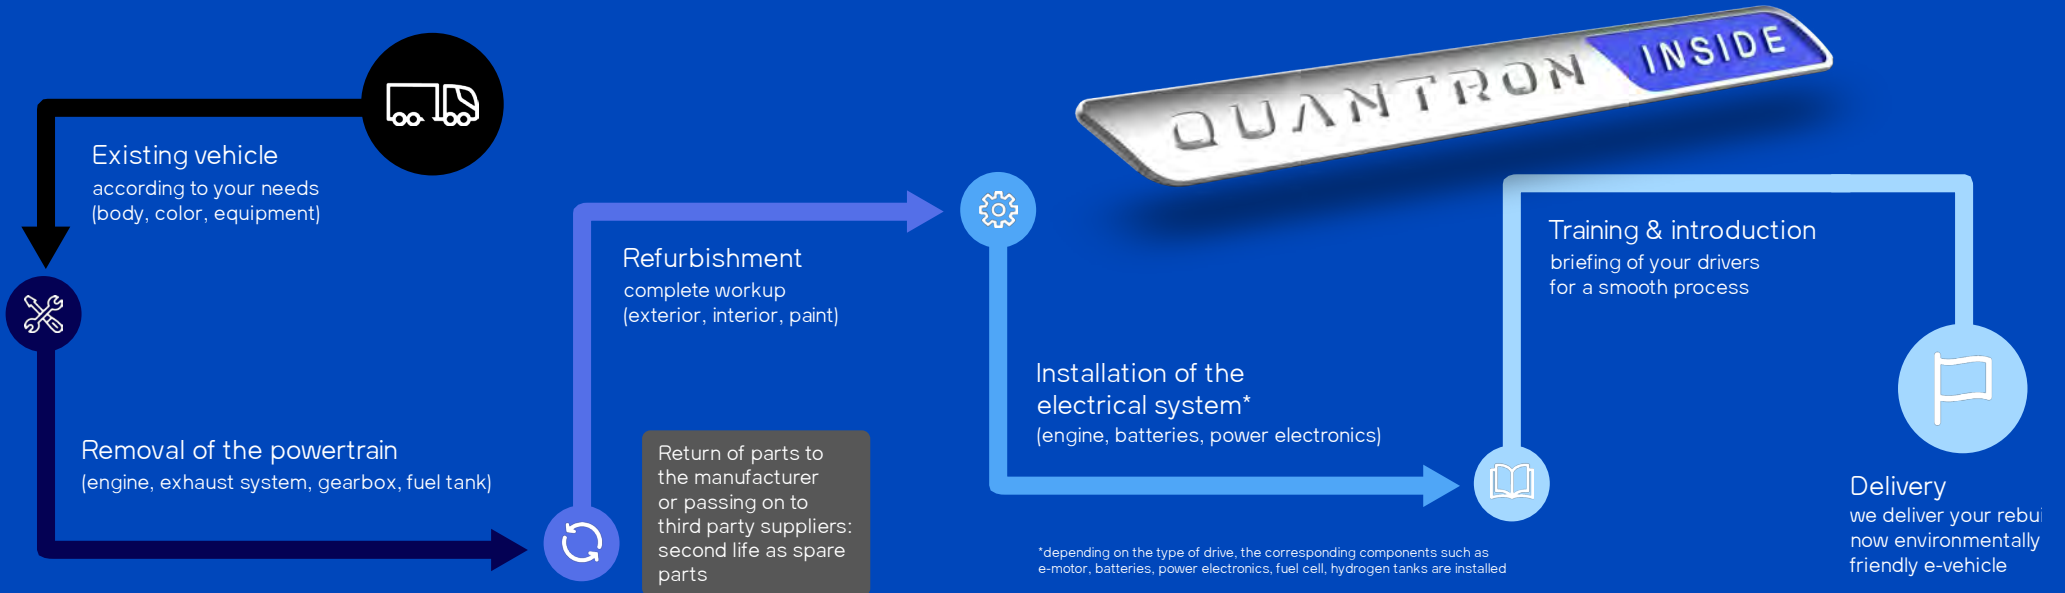 QUANTRON INSIDE
Existing vehicle
according to your needs
(body, color, equipment)
Removal of the powertrain
(engine, exhaust system, gearbox, fuel tank)
Refurbishment
complete workup
(exterior, interior, paint)
Return of parts to
the manufacturer
or passing on to
third party suppliers:
second life as spare
parts
Installation of the
electrical system*
(engine, batteries, power electronics)
*depending on the type of drive, the corresponding components such as
e-motor, batteries, power electronics, fuel cell, hydrogen tanks are installed
Training & introduction
briefing of your drivers
for a smooth process
Delivery
we deliver your
now environmentally
friendly e-vehicle